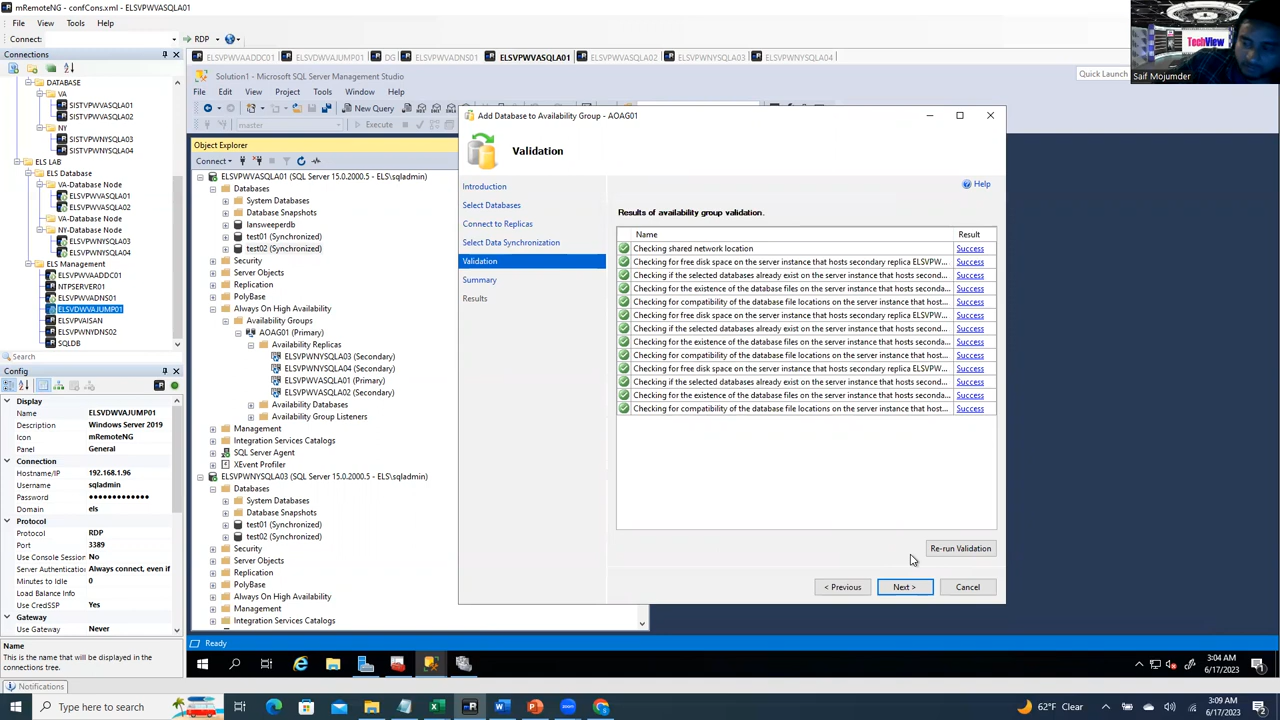 mRemoteNG - confCons.xml - ELSVPWVASQLA01
File View Tools Help
Connect: RDP
Connections
DATABASE
VA
SISTVPWVASQLA01
SISTVPWVASQLA02
NY
SISTVPWNYSQLA03
SISTVPWNYSQLA04
ELS LAB
ELS Database
VA-Database Node
ELSVPWVASQLA01
ELSVPWVASQLA02
VA-Database Node
NY-Database Node
ELSVPWNYSQLA03
ELSVPWNYSQLA04
ELS Management
ELSVPWVAADDC01
NTPSERVER01
ELSVPWVADNS01
ELSVDWVAJUMP01
ELSVPVAISAN
ELSVPWNYDNS02
SQLDB
Search
Config
Display
Name ELSVDWVAJUMP01
Description Windows Server 2019
Icon mRemoteNG
Panel General
Connection
Hostname/IP 192.168.1.96
Username sqladmin
Password ••••••••••••
Domain els
Protocol
Protocol RDP
Port 3389
Use Console Session No
Server Authentication Always connect, even if
Minutes to Idle 0
Load Balance Info
Use CredSSP Yes
Gateway
Use Gateway Never
Name
This is the name that will be displayed in the connections tree.
Notifications
ELSVPWVAADDC01 ELSVDWVAJUMP01 DG ELSVPWVADNS01 ELSVPWVASQLA01 ELSVPWVASQLA02 ELSVPWNYSQLA03 ELSVPWNYSQLA04
Solution1 - Microsoft SQL Server Management Studio
Quick Launch
File Edit View Project Tools Window Help
New Query
master Execute
Object Explorer
Connect
ELSVPWVASQLA01 (SQL Server 15.0.2000.5 - ELS\sqladmin)
Databases
System Databases
Database Snapshots
lansweeperdb
test01 (Synchronized)
test02 (Synchronized)
Security
Server Objects
Replication
PolyBase
Always On High Availability
Availability Groups
AOAG01 (Primary)
Availability Replicas
ELSVPWNYSQLA03 (Secondary)
ELSVPWNYSQLA04 (Secondary)
ELSVPWVASQLA01 (Primary)
ELSVPWVASQLA02 (Secondary)
Availability Databases
Availability Group Listeners
Management
Integration Services Catalogs
SQL Server Agent
XEvent Profiler
ELSVPWNYSQLA03 (SQL Server 15.0.2000.5 - ELS\sqladmin)
Databases
System Databases
Database Snapshots
test01 (Synchronized)
test02 (Synchronized)
Security
Server Objects
Replication
PolyBase
Always On High Availability
Management
Integration Services Catalogs
Add Database to Availability Group - AOAG01
Validation
Introduction
Select Databases
Connect to Replicas
Select Data Synchronization
Validation
Summary
Results
Help
Results of availability group validation.
Name Result
Checking shared network location Success
Checking for free disk space on the server instance that hosts secondary replica ELSVPW... Success
Checking if the selected databases already exist on the server instance that hosts second... Success
Checking for the existence of the database files on the server instance that hosts seconda... Success
Checking for compatibility of the database file locations on the server instance that host... Success
Checking for free disk space on the server instance that hosts secondary replica ELSVPW... Success
Checking if the selected databases already exist on the server instance that hosts second... Success
Checking for the existence of the database files on the server instance that hosts seconda... Success
Checking for compatibility of the database file locations on the server instance that host... Success
Checking for free disk space on the server instance that hosts secondary replica ELSVPW... Success
Checking if the selected databases already exist on the server instance that hosts second... Success
Checking for the existence of the database files on the server instance that hosts seconda... Success
Checking for compatibility of the database file locations on the server instance that host... Success
Re-run Validation
< Previous Next > Cancel
TechView
Saif Mojumder
Ready
3:04 AM
6/17/2023
Type here to search
62°F Clear
3:09 AM
6/17/2023